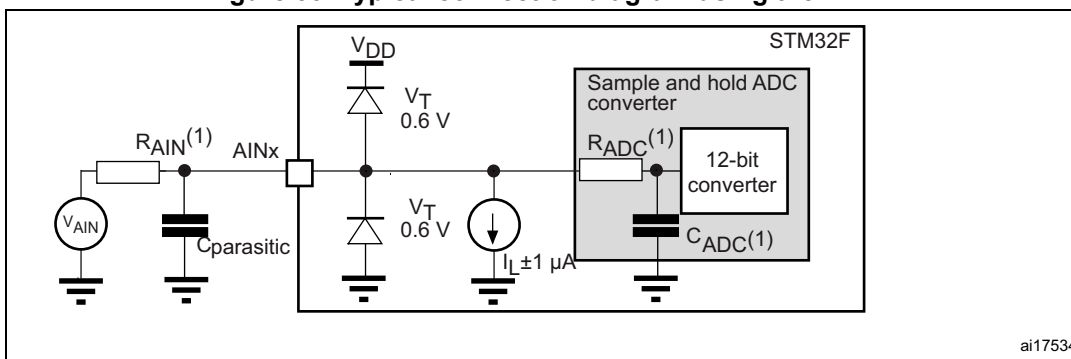 STM32F
VDD
Sample and hold ADC
converter
VT
0.6 V
RAIN(1)
AINx
RADC(1)
12-bit
converter
VAIN
Cparasitic
VT
0.6 V
IL±1 µA
CADC(1)
ai17534